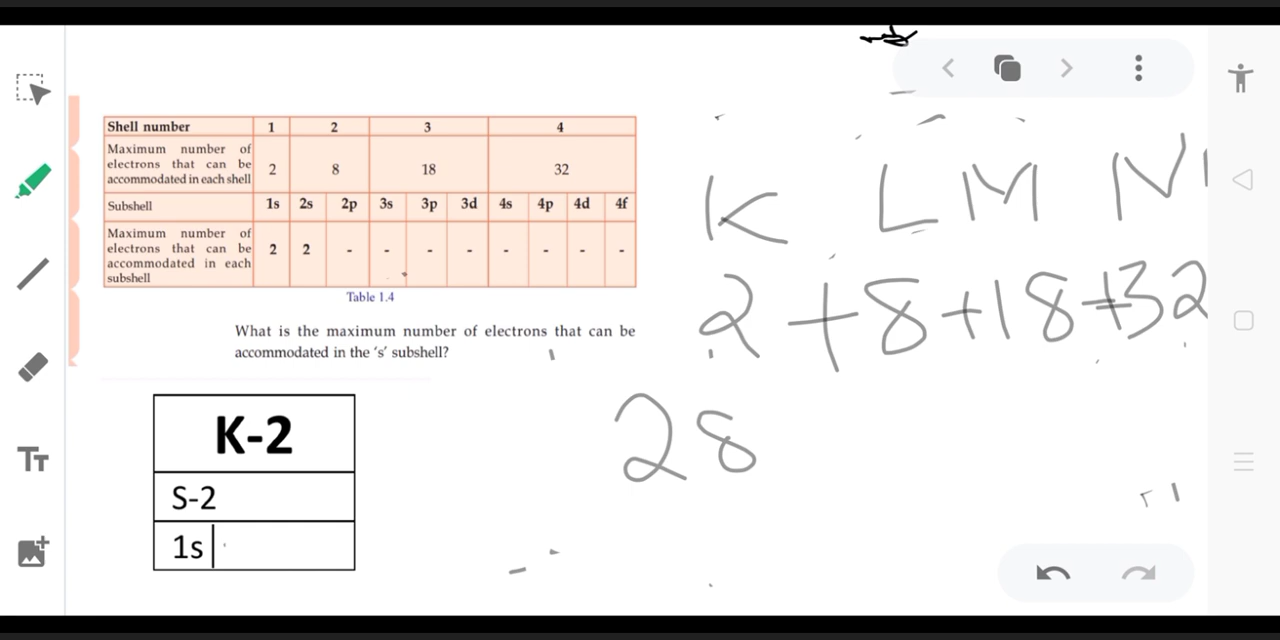 Shell number 1 2 3 4
Maximum number of
electrons that can be
accommodated in each shell 2 8 18 32
Subshell 1s 2s 2p 3s 3p 3d 4s 4p 4d 4f
Maximum number of
electrons that can be
accommodated in each
subshell 2 2 - - - - - - - -
Table 1.4
What is the maximum number of electrons that can be
accommodated in the ‘s’ subshell?
K L M N
2 + 8 + 18 + 32
28
K-2
S-2
1s
TT